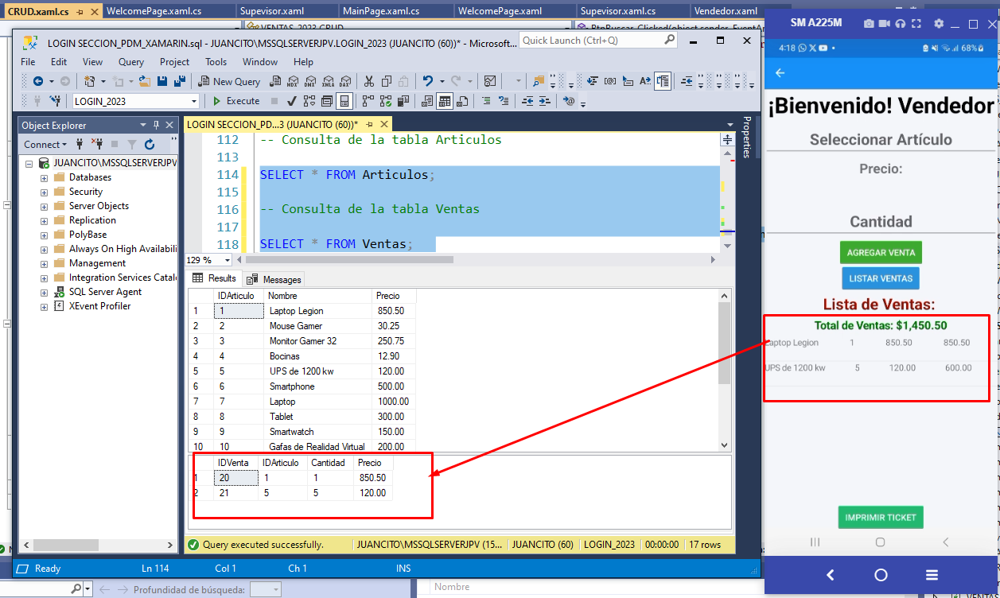 CRUD.xaml.cs
WelcomePage.xaml.cs
Supevisor.xaml
MainPage.xaml.cs
WelcomePage.xaml
Supevisor.xaml.cs
Vendedor.xaml
VENTAS_2023.CRUD
BtnBuscar_Clicked(object sender, EventAr
LOGIN SECCION_PDM_XAMARIN.sql - JUANCITO\MSSQLSERVERJPV.LOGIN_2023 (JUANCITO (60))* - Microsoft...
Quick Launch (Ctrl+Q)
File Edit View Query Project Tools Window Help
New Query
MDX DMX XMLA DAX
LOGIN_2023
Execute
Object Explorer
Connect
JUANCITO\MSSQLSERVERJPV
Databases
Security
Server Objects
Replication
PolyBase
Always On High Availabili
Management
Integration Services Catal
SQL Server Agent
XEvent Profiler
LOGIN SECCION_PD...3 (JUANCITO (60))*
Properties
112 -- Consulta de la tabla Articulos
113
114 SELECT * FROM Articulos;
115
116 -- Consulta de la tabla Ventas
117
118 SELECT * FROM Ventas;
129 %
Results Messages
IDArticulo Nombre Precio
1 1 Laptop Legion 850.50
2 2 Mouse Gamer 30.25
3 3 Monitor Gamer 32 250.75
4 4 Bocinas 12.90
5 5 UPS de 1200 kw 120.00
6 6 Smartphone 500.00
7 7 Laptop 1000.00
8 8 Tablet 300.00
9 9 Smartwatch 150.00
10 10 Gafas de Realidad Virtual 200.00
IDVenta IDArticulo Cantidad Precio
1 20 1 1 850.50
2 21 5 5 120.00
Query executed successfully.
JUANCITO\MSSQLSERVERJPV (15...
JUANCITO (60)
LOGIN_2023
00:00:00
17 rows
Ready
Ln 114
Col 1
Ch 1
INS
Profundidad de búsqueda:
Nombre
SM A225M
4:18
68%
¡Bienvenido! Vendedor
Seleccionar Artículo
Precio:
Cantidad
AGREGAR VENTA
LISTAR VENTAS
Lista de Ventas:
Total de Ventas: $1,450.50
Laptop Legion 1 850.50 850.50
UPS de 1200 kw 5 120.00 600.00
IMPRIMIR TICKET